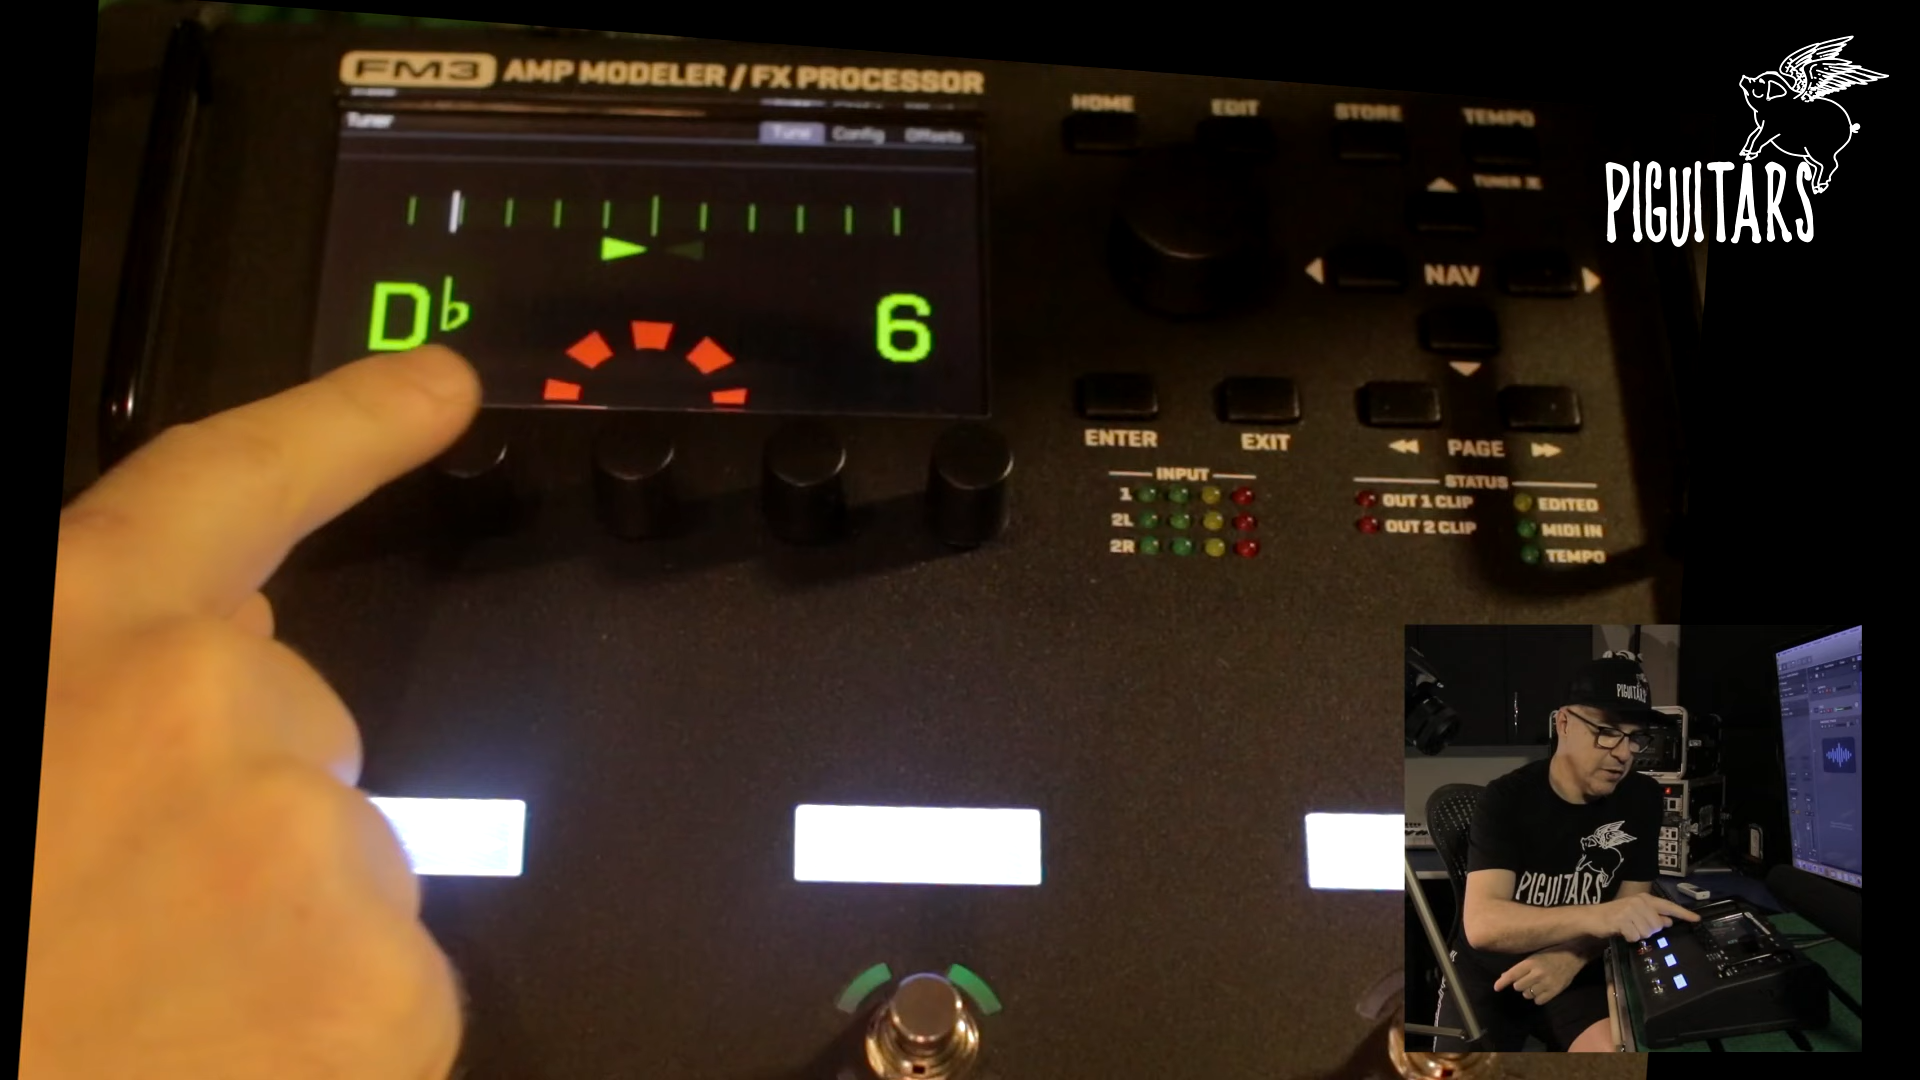 FM3 AMP MODELER / FX PROCESSOR
Tuner
Tune Config Offsets
D♭
6
HOME EDIT STORE TEMPO
TUNER
NAV
ENTER EXIT
PAGE
INPUT
1
2L
2R
STATUS
OUT 1 CLIP EDITED
OUT 2 CLIP MIDI IN
TEMPO
PIGUITARS
PIGUITARS
PIGUITARS